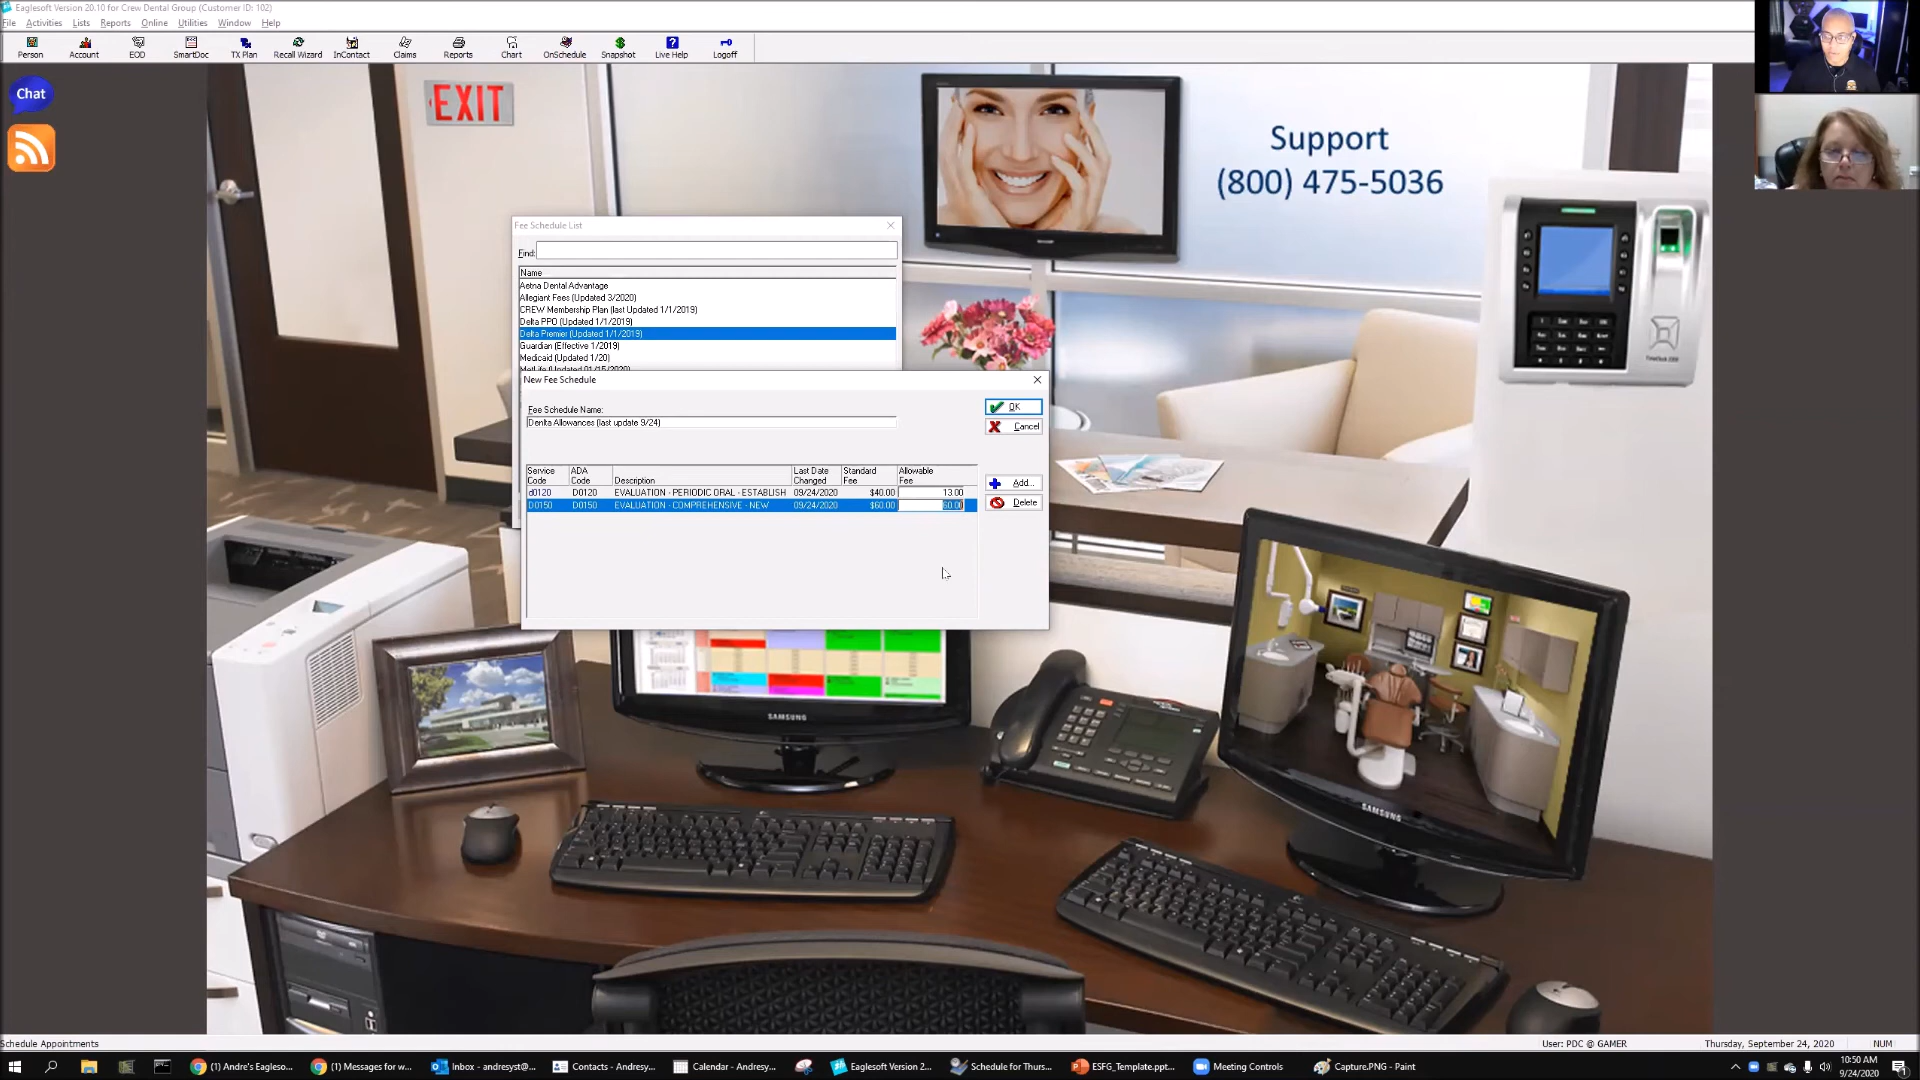 Eaglesoft Version 20.10 for Crew Dental Group (Customer ID: 102)
File Activities Lists Reports Online Utilities Window Help
Person Account EOD SmartDoc TX Plan Recall Wizard InContact Claims Reports Chart OnSchedule Snapshot Live Help Logoff
Chat
EXIT
Support
(800) 475-5036
Fee Schedule List
Find:
Name
Aetna Dental Advantage
Allegiant Fees (Updated 3/2020)
CREW Membership Plan (last Updated 1/1/2019)
Delta PPO (Updated 1/1/2019)
Delta Premier (Updated 1/1/2019)
Guardian (Effective 1/2019)
Medicaid (Updated 1/20)
MetLife (Updated 01/15/2020)
New Fee Schedule
Fee Schedule Name:
Denlta Allowances (last update 9/24)
OK
Cancel
Service Code ADA Code Description Last Date Changed Standard Fee Allowable Fee
d0120 D0120 EVALUATION - PERIODIC ORAL - ESTABLISH 09/24/2020 $40.00 13.00
D0150 D0150 EVALUATION - COMPREHENSIVE - NEW 09/24/2020 $60.00 60.00
Add...
Delete
SAMSUNG
SAMSUNG
Schedule Appointments
User: PDC @ GAMER
Thursday, September 24, 2020
NUM
(1) Andre's Eagleso...
(1) Messages for w...
Inbox - andresyst@...
Contacts - Andresy...
Calendar - Andresy...
Eaglesoft Version 2...
Schedule for Thurs...
ESFG_Template.ppt...
Meeting Controls
Capture.PNG - Paint
10:50 AM
9/24/2020